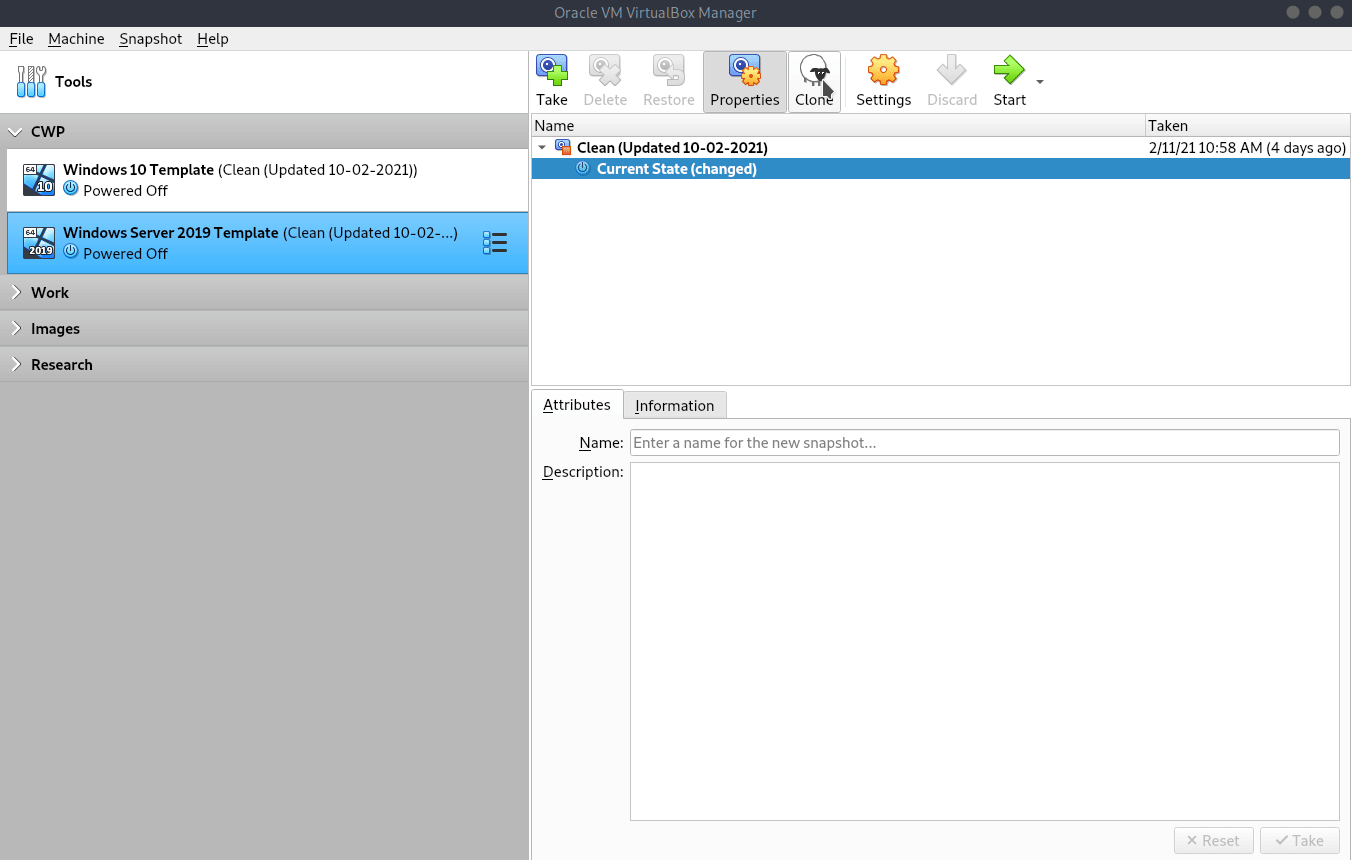 Oracle VM VirtualBox Manager
File Machine Snapshot Help
Tools
Take Delete Restore Properties Clone Settings Discard Start
CWP
Name Taken
Clean (Updated 10-02-2021) 2/11/21 10:58 AM (4 days ago)
Current State (changed)
64
10
Windows 10 Template (Clean (Updated 10-02-2021))
Powered Off
64
2019
Windows Server 2019 Template (Clean (Updated 10-02-...)
Powered Off
Work
Images
Research
Attributes Information
Name: Enter a name for the new snapshot...
Description:
Reset Take